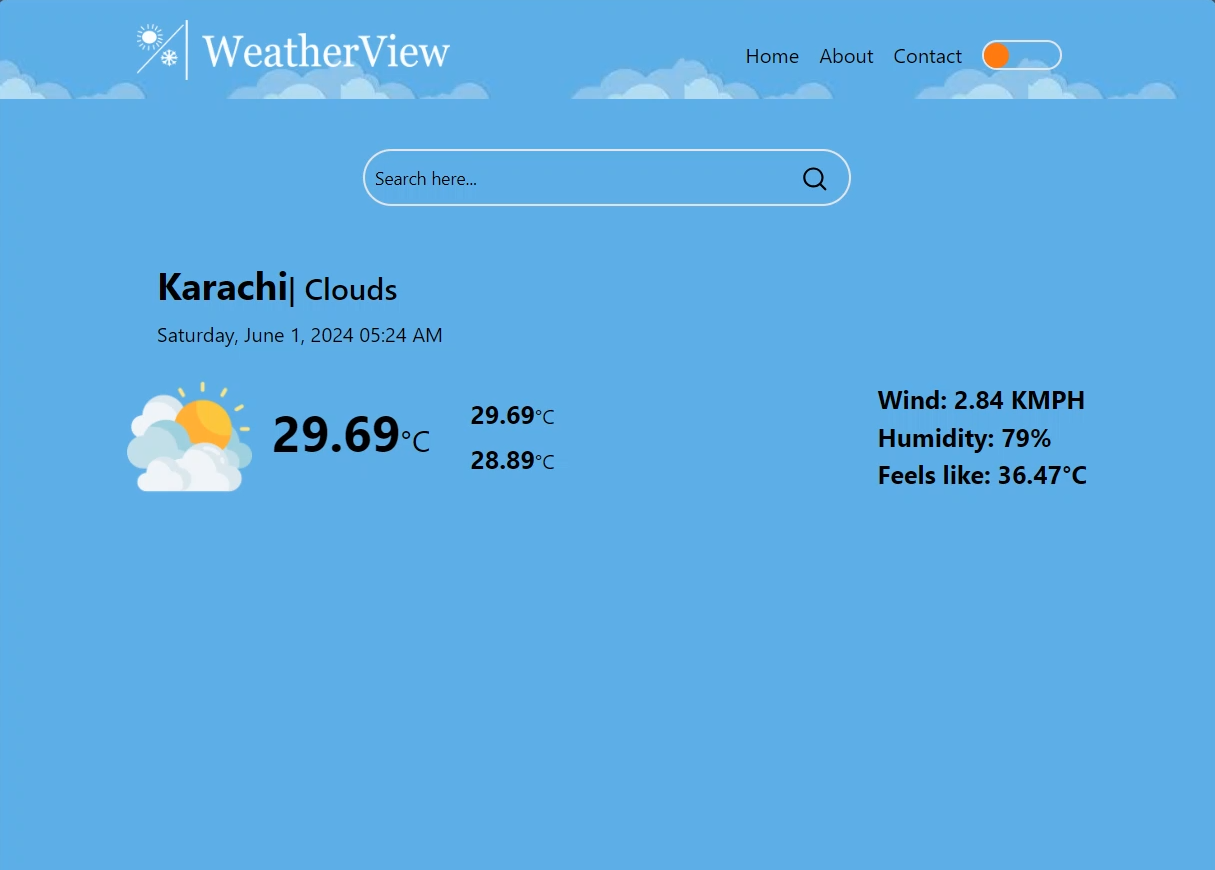 WeatherView
Home About Contact
Search here...
Karachi| Clouds
Saturday, June 1, 2024 05:24 AM
29.69°C
29.69°C
28.89°C
Wind: 2.84 KMPH
Humidity: 79%
Feels like: 36.47°C